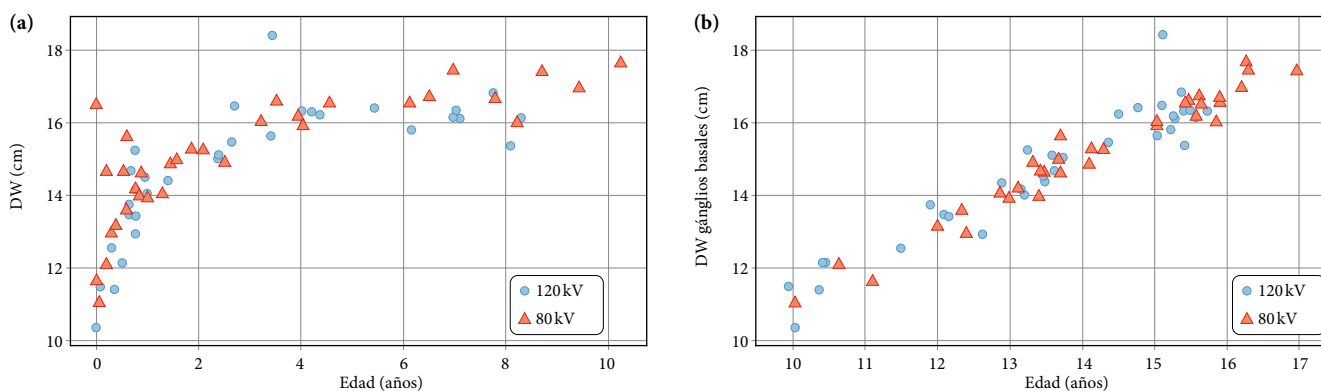 (a)
DW (cm)
18
16
14
12
10
0 2 4 6 8 10
Edad (años)
120 kV
80 kV
(b)
DW gánglios basales (cm)
18
16
14
12
10
10 11 12 13 14 15 16 17
Edad (años)
120 kV
80 kV